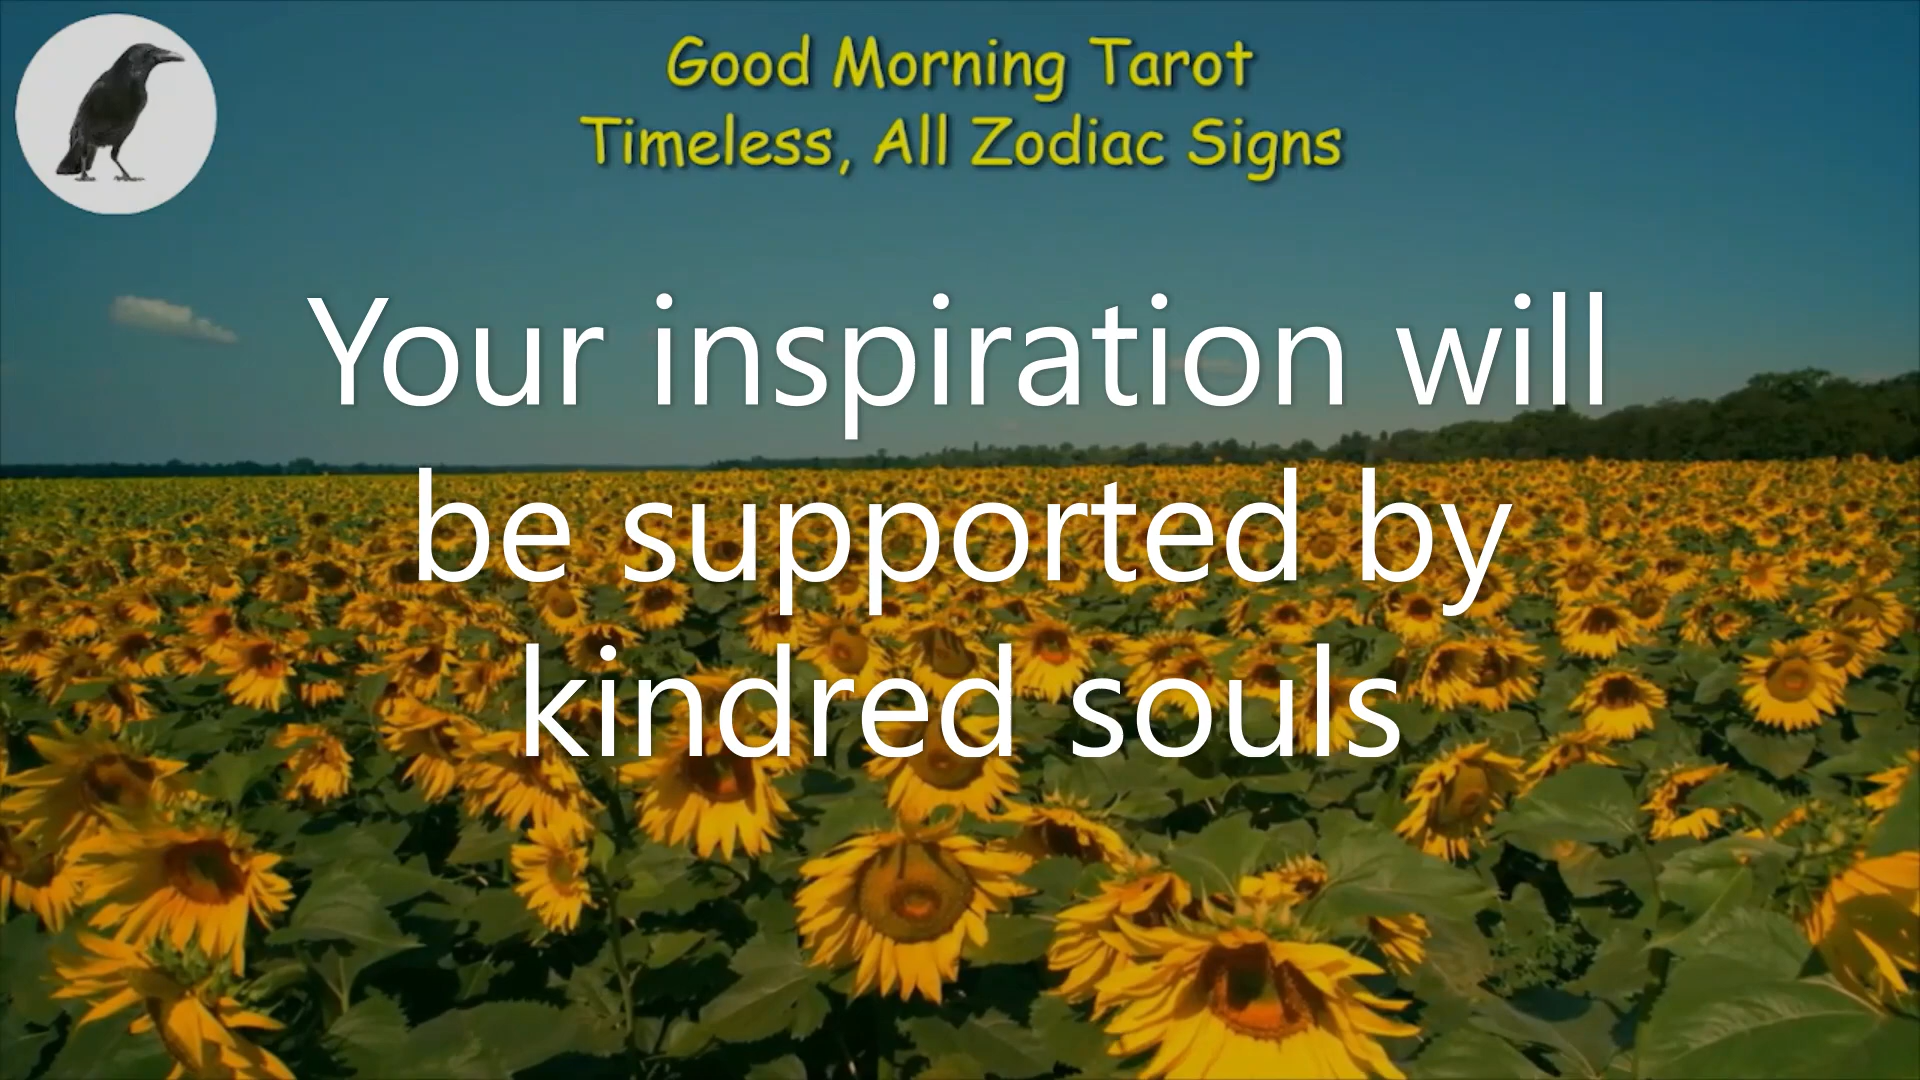 Good Morning Tarot
Timeless, All Zodiac Signs
Your inspiration will
be supported by
kindred souls